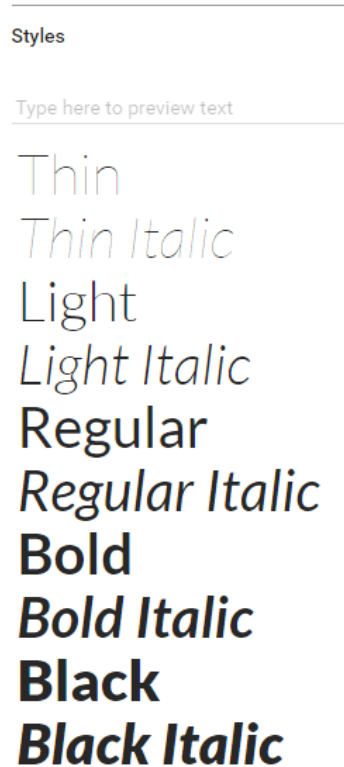 Styles
Type here to preview text
Thin
Thin Italic
Light
Light Italic
Regular
Regular Italic
Bold
Bold Italic
Black
Black Italic